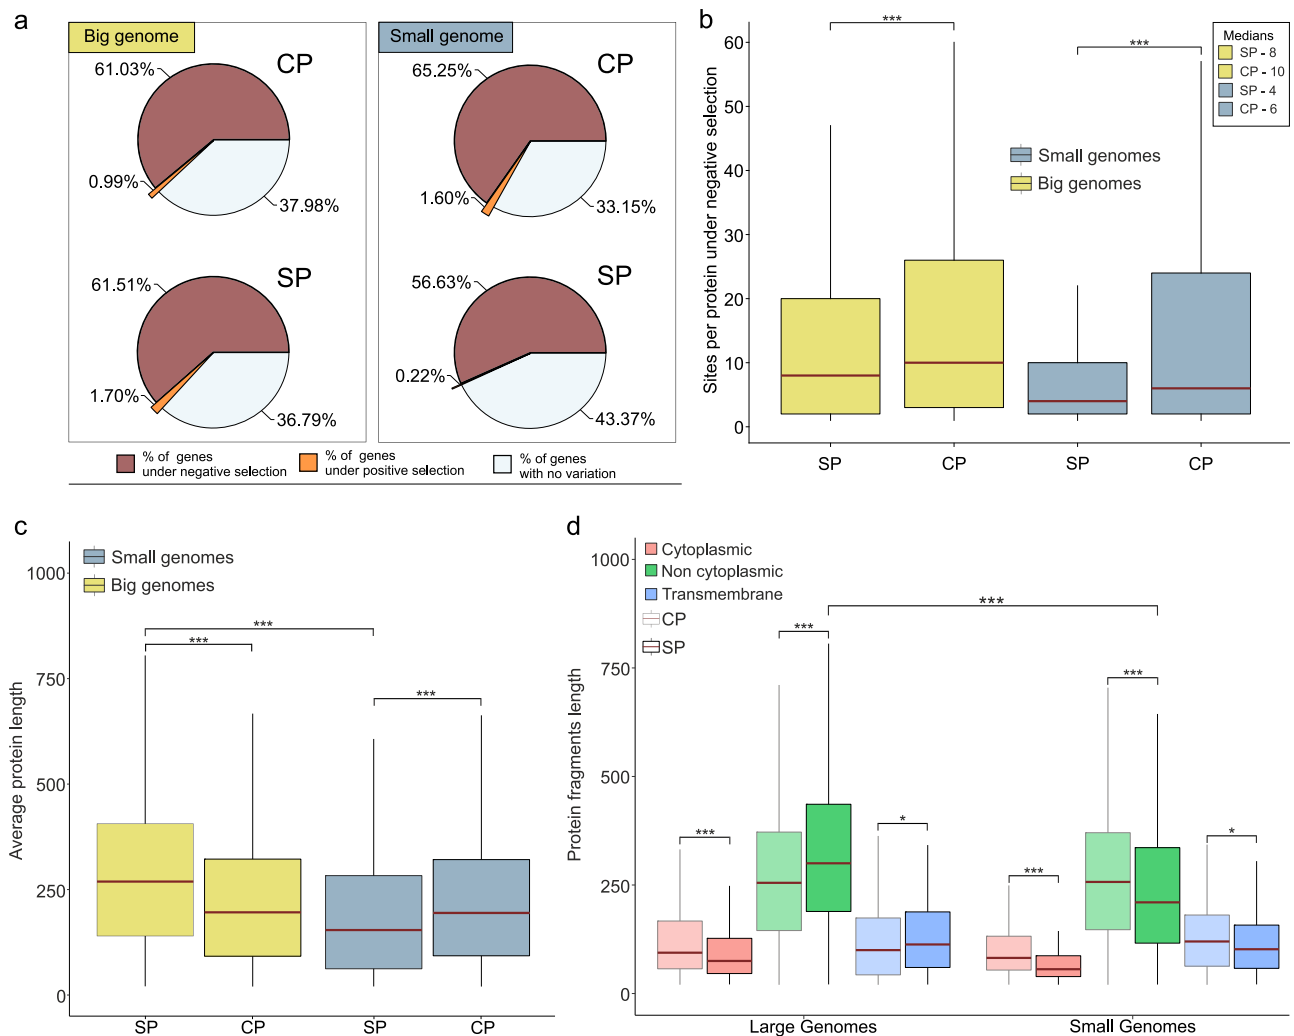 a
Big genome
Small genome
CP
61.03%
0.99%
37.98%
CP
65.25%
1.60%
33.15%
SP
61.51%
1.70%
36.79%
SP
56.63%
0.22%
43.37%
% of genes
under negative selection
% of genes
under positive selection
% of genes
with no variation
b
Sites per protein under negative selection
60
50
40
30
20
10
0
***
***
Medians
SP - 8
CP - 10
SP - 4
CP - 6
Small genomes
Big genomes
SP
CP
SP
CP
c
Average protein length
1000
750
500
250
0
Small genomes
Big genomes
***
***
***
SP
CP
SP
CP
d
Protein fragments length
1000
750
500
250
0
Cytoplasmic
Non cytoplasmic
Transmembrane
CP
SP
***
***
***
*
***
***
*
Large Genomes
Small Genomes